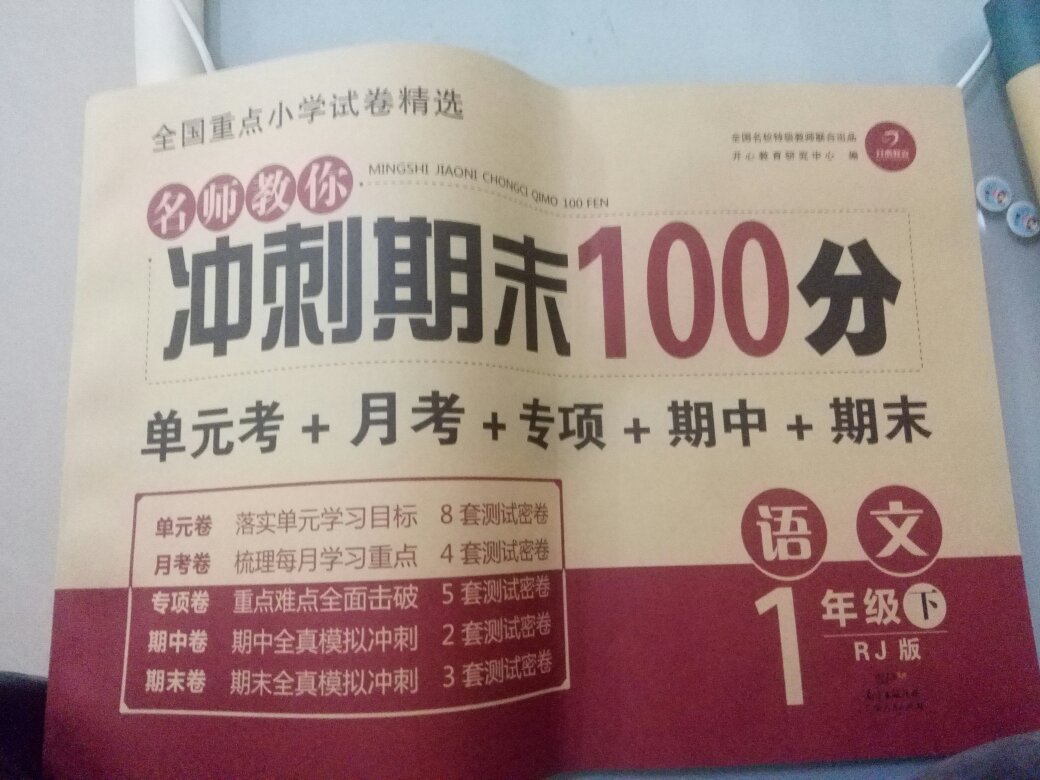 全国重点小学试卷精选
全国名校特级教师联合出品
开心教育研究中心 编
开心教育
名师教你
MINGSHI JIAONI CHONGCI QIMO 100 FEN
冲刺期末100分
单元考 + 月考 + 专项 + 期中 + 期末
单元卷 落实单元学习目标 8 套测试密卷
月考卷 梳理每月学习重点 4 套测试密卷
专项卷 重点难点全面击破 5 套测试密卷
期中卷 期中全真模拟冲刺 2 套测试密卷
期末卷 期末全真模拟冲刺 3 套测试密卷
语文
1年级下
RJ版